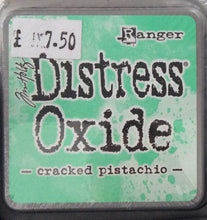 £ 7.50
Ranger
Tim Holtz
Distress®
Oxide
— cracked pistachio —